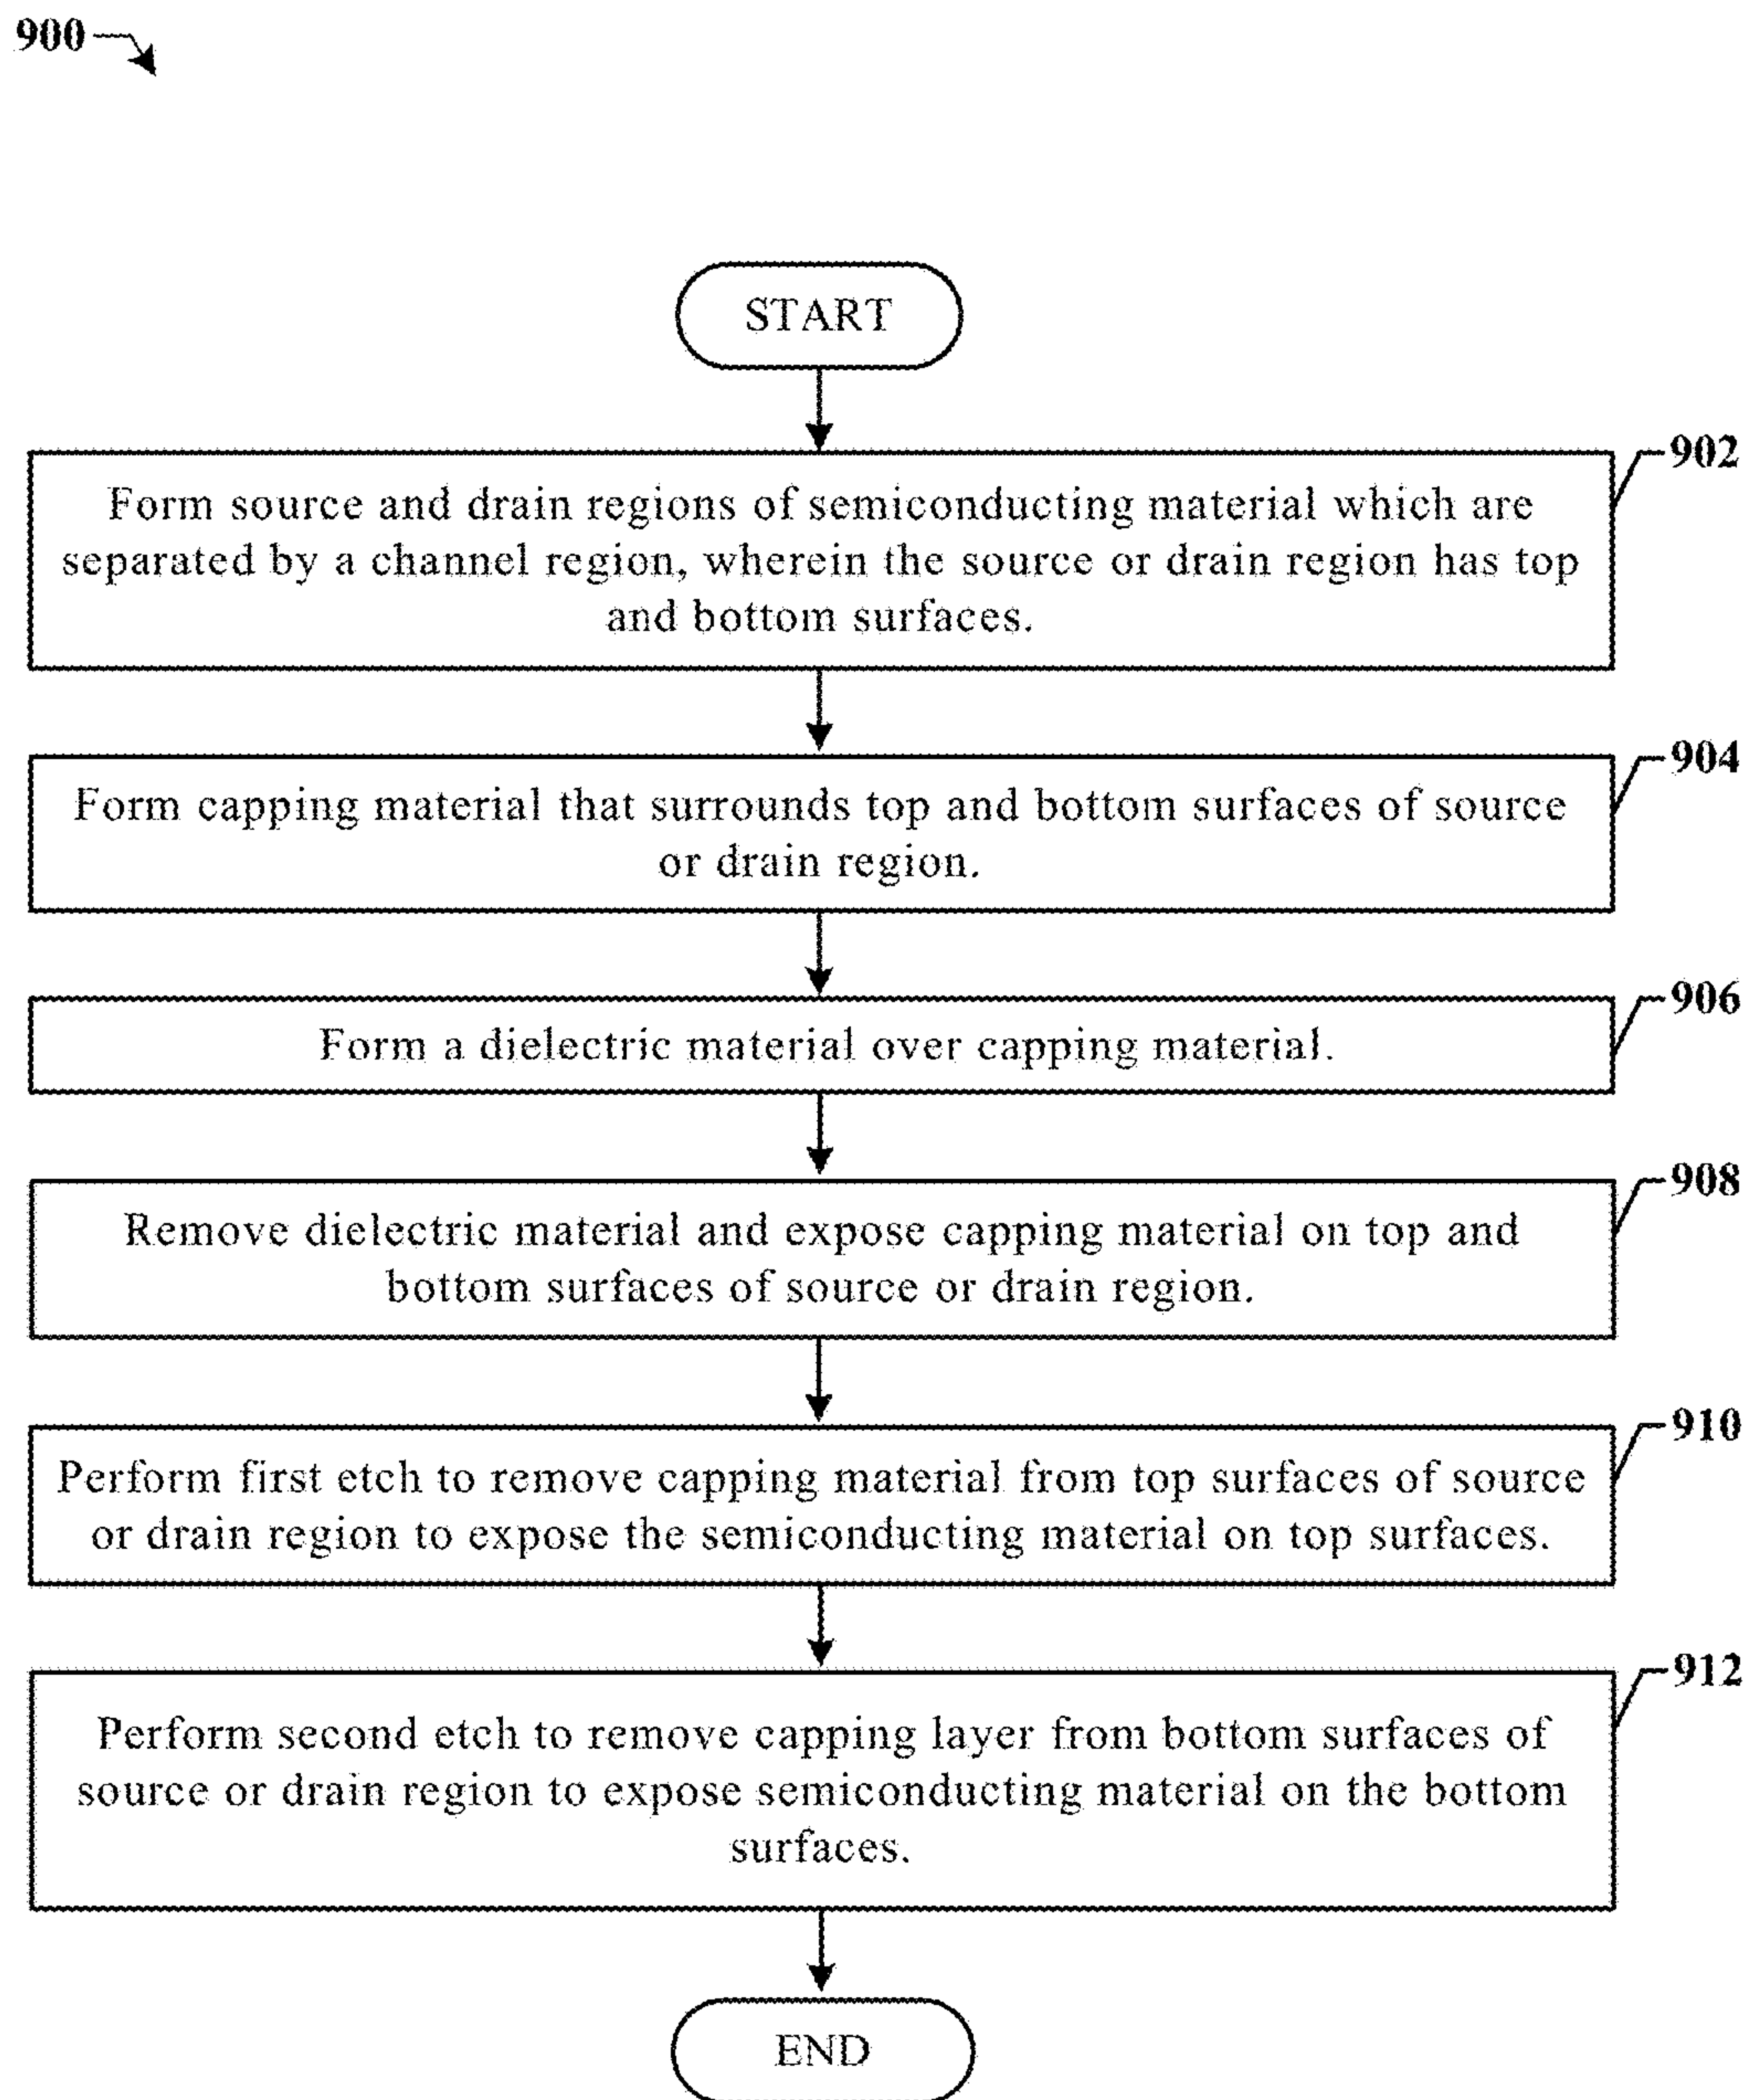 900
START
902
Form source and drain regions of semiconducting material which are
separated by a channel region, wherein the source or drain region has top
and bottom surfaces.
904
Form capping material that surrounds top and bottom surfaces of source
or drain region.
906
Form a dielectric material over capping material.
908
Remove dielectric material and expose capping material on top and
bottom surfaces of source or drain region.
910
Perform first etch to remove capping material from top surfaces of source
or drain region to expose the semiconducting material on top surfaces.
912
Perform second etch to remove capping layer from bottom surfaces of
source or drain region to expose semiconducting material on the bottom
surfaces.
END